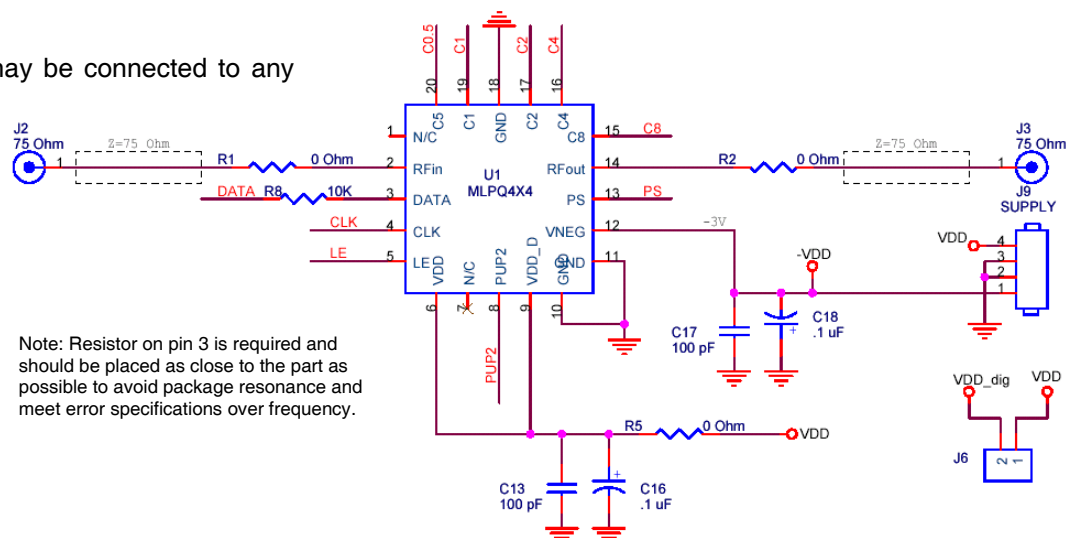 may be connected to any
C0.5
C1
C2
C4
20
19
18
17
16
C5
C1
GND
C2
C4
J2
75 Ohm
1
Z=75 Ohm
R1
0 Ohm
DATA
R8
10K
CLK
LE
1
2
3
4
5
N/C
RFin
DATA
CLK
LE
U1
MLPQ4X4
C8
RFout
PS
VNEG
GND
15
14
13
12
11
C8
PS
-3V
R2
0 Ohm
Z=75 Ohm
1
J3
75 Ohm
J9
SUPPLY
VDD
4
3
2
1
-VDD
VDD
N/C
PUP2
VDD_D
GND
6
7
8
9
10
PUP2
C17
100 pF
C18
.1 uF
+
Note: Resistor on pin 3 is required and
should be placed as close to the part as
possible to avoid package resonance and
meet error specifications over frequency.
VDD_dig
VDD
J6
2
1
R5
0 Ohm
VDD
C13
100 pF
+
C16
.1 uF